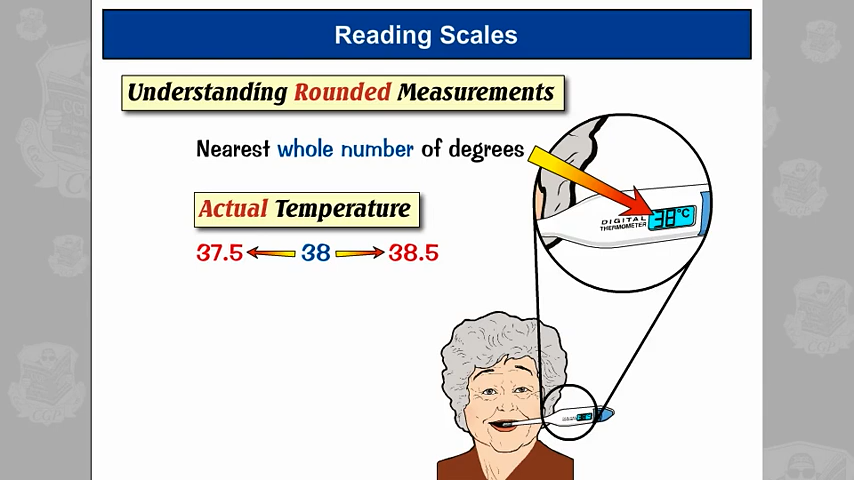 Reading Scales
Understanding Rounded Measurements
Nearest whole number of degrees
Actual Temperature
37.5 38 38.5
DIGITAL
THERMOMETER
38°C